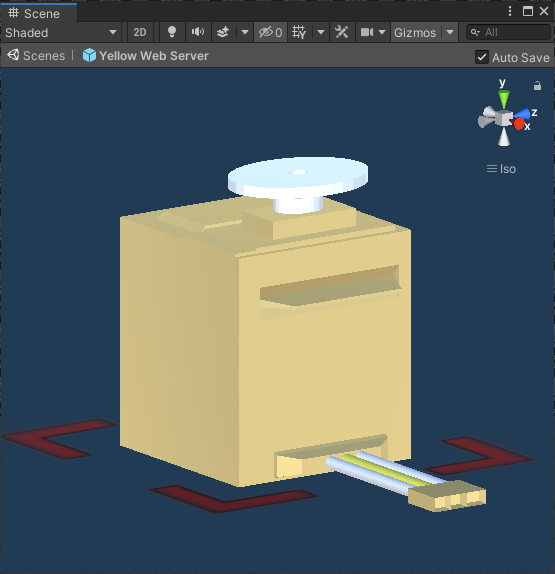 Scene
Shaded 2D 0 Gizmos All
Scenes Yellow Web Server
Auto Save
y
z
x
Iso